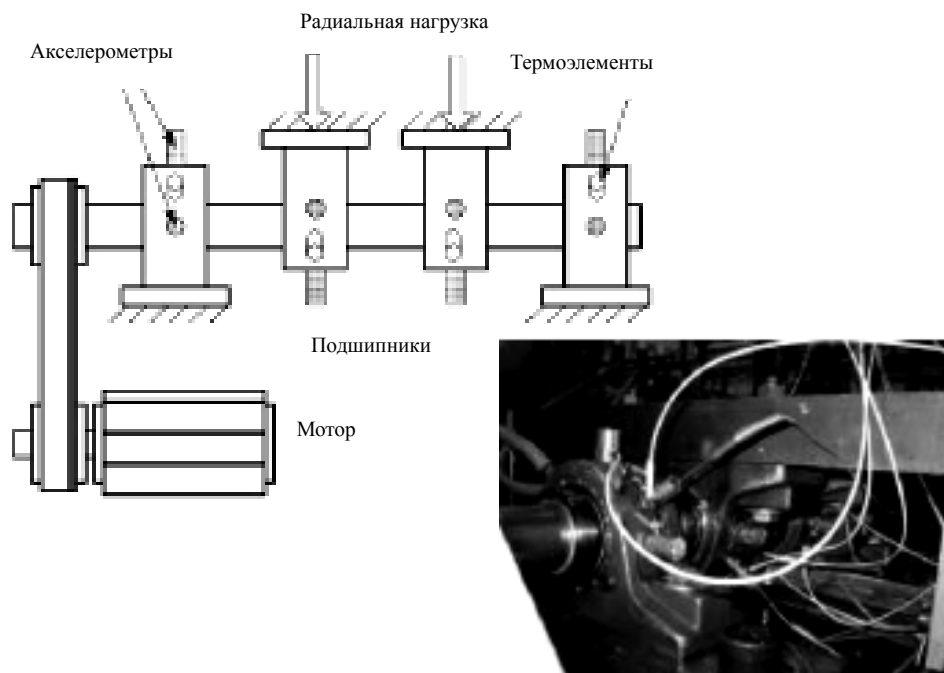 Радиальная нагрузка
Акселерометры
Термоэлементы
Подшипники
Мотор